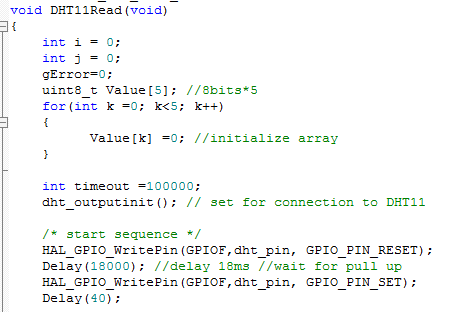 void DHT11Read(void)
{
int i = 0;
int j = 0;
gError=0;
uint8_t Value[5]; //8bits*5
for(int k =0; k<5; k++)
{
Value[k] =0; //initialize array
}
int timeout =100000;
dht_outputinit(); // set for connection to DHT11
/* start sequence */
HAL_GPIO_WritePin(GPIOF,dht_pin, GPIO_PIN_RESET);
Delay(18000); //delay 18ms //wait for pull up
HAL_GPIO_WritePin(GPIOF,dht_pin, GPIO_PIN_SET);
Delay(40);